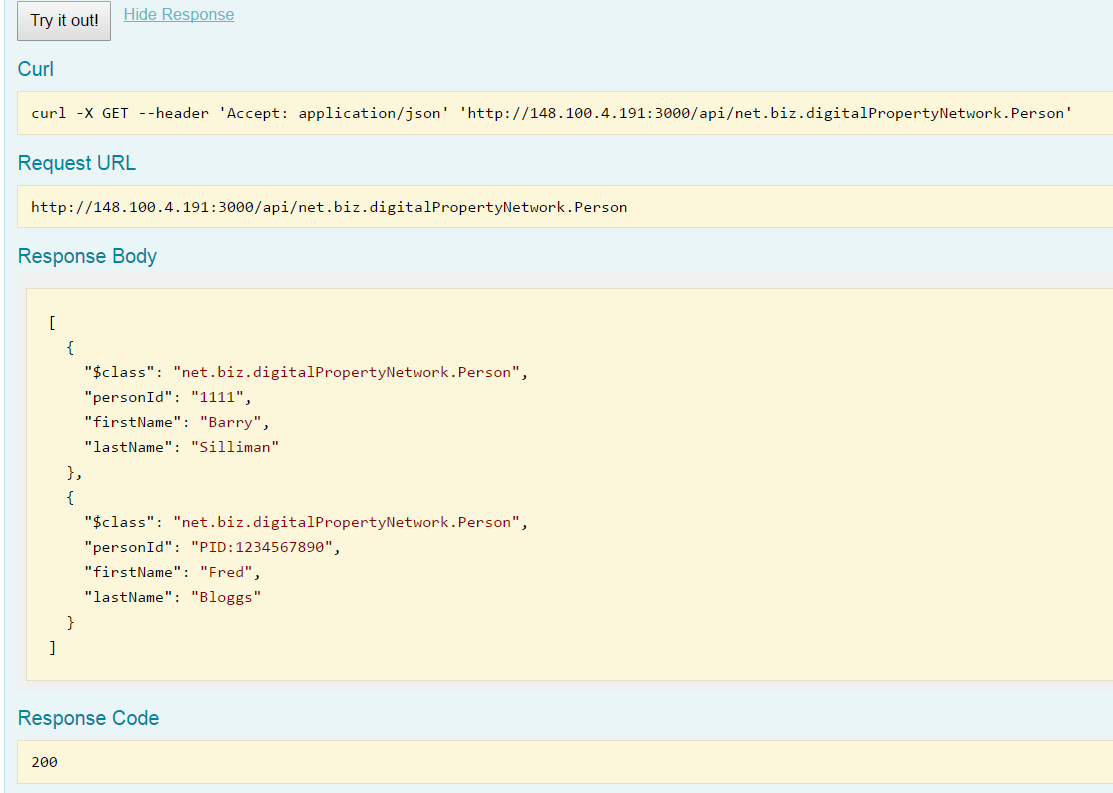 Try it out! Hide Response
Curl
curl -X GET --header 'Accept: application/json' 'http://148.100.4.191:3000/api/net.biz.digitalPropertyNetwork.Person'
Request URL
http://148.100.4.191:3000/api/net.biz.digitalPropertyNetwork.Person
Response Body
[
  {
    "$class": "net.biz.digitalPropertyNetwork.Person",
    "personId": "1111",
    "firstName": "Barry",
    "lastName": "Silliman"
  },
  {
    "$class": "net.biz.digitalPropertyNetwork.Person",
    "personId": "PID:1234567890",
    "firstName": "Fred",
    "lastName": "Bloggs"
  }
]
Response Code
200